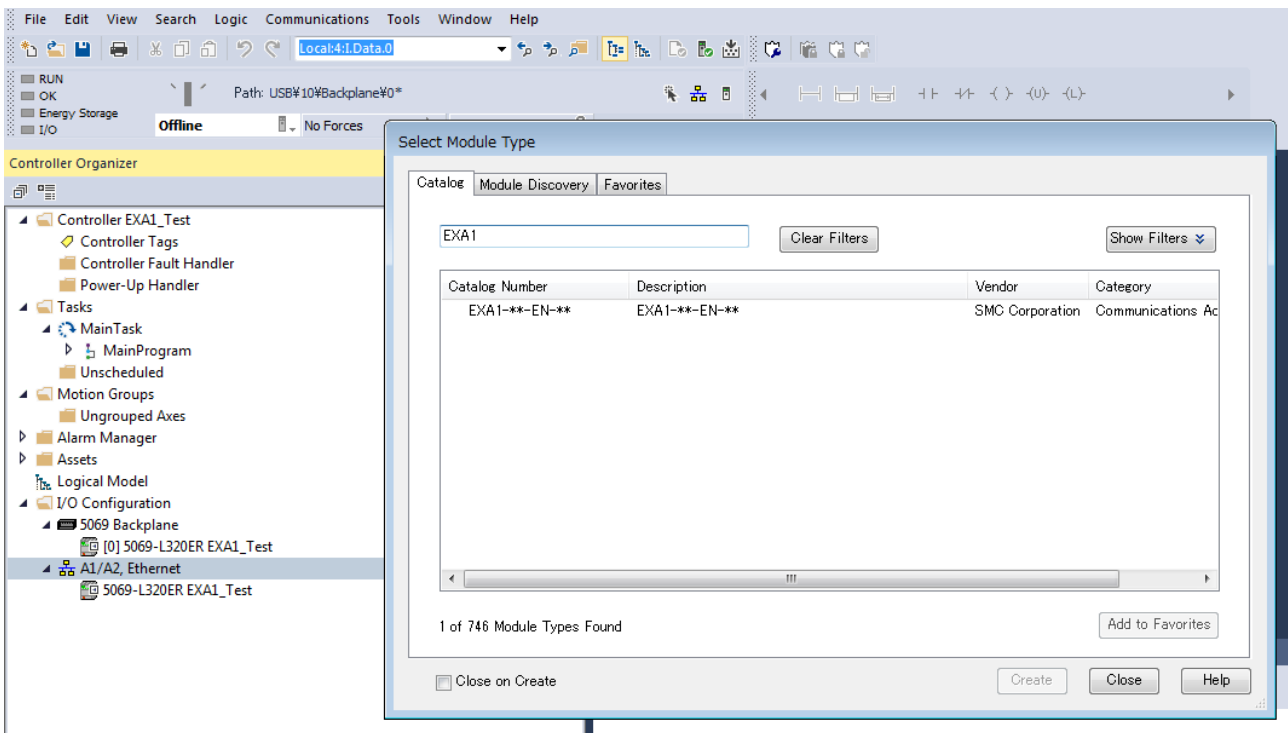 File Edit View Search Logic Communications Tools Window Help
Local:4:I.Data.0
RUN
OK
Energy Storage
I/O
Path: USB¥10¥Backplane¥0*
Offline
No Forces
Controller Organizer
Controller EXA1_Test
Controller Tags
Controller Fault Handler
Power-Up Handler
Tasks
MainTask
MainProgram
Unscheduled
Motion Groups
Ungrouped Axes
Alarm Manager
Assets
Logical Model
I/O Configuration
5069 Backplane
[0] 5069-L320ER EXA1_Test
A1/A2, Ethernet
5069-L320ER EXA1_Test
Select Module Type
Catalog Module Discovery Favorites
EXA1 Clear Filters Show Filters
Catalog Number Description Vendor Category
EXA1-**-EN-** EXA1-**-EN-** SMC Corporation Communications Ac
1 of 746 Module Types Found
Add to Favorites
Close on Create
Create Close Help